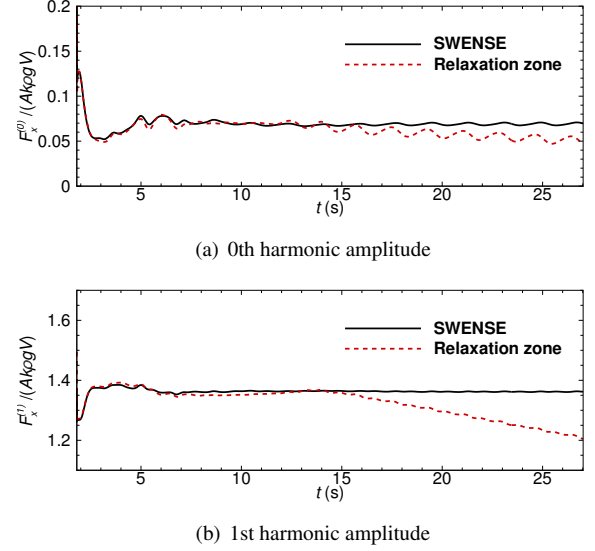 0.2
0.15
0.1
0.05
0
F_x^(0)/(AkρgV)
SWENSE
Relaxation zone
5 10 15 20 25
t (s)
(a) 0th harmonic amplitude
1.6
1.4
1.2
F_x^(1)/(AkρgV)
SWENSE
Relaxation zone
5 10 15 20 25
t (s)
(b) 1st harmonic amplitude